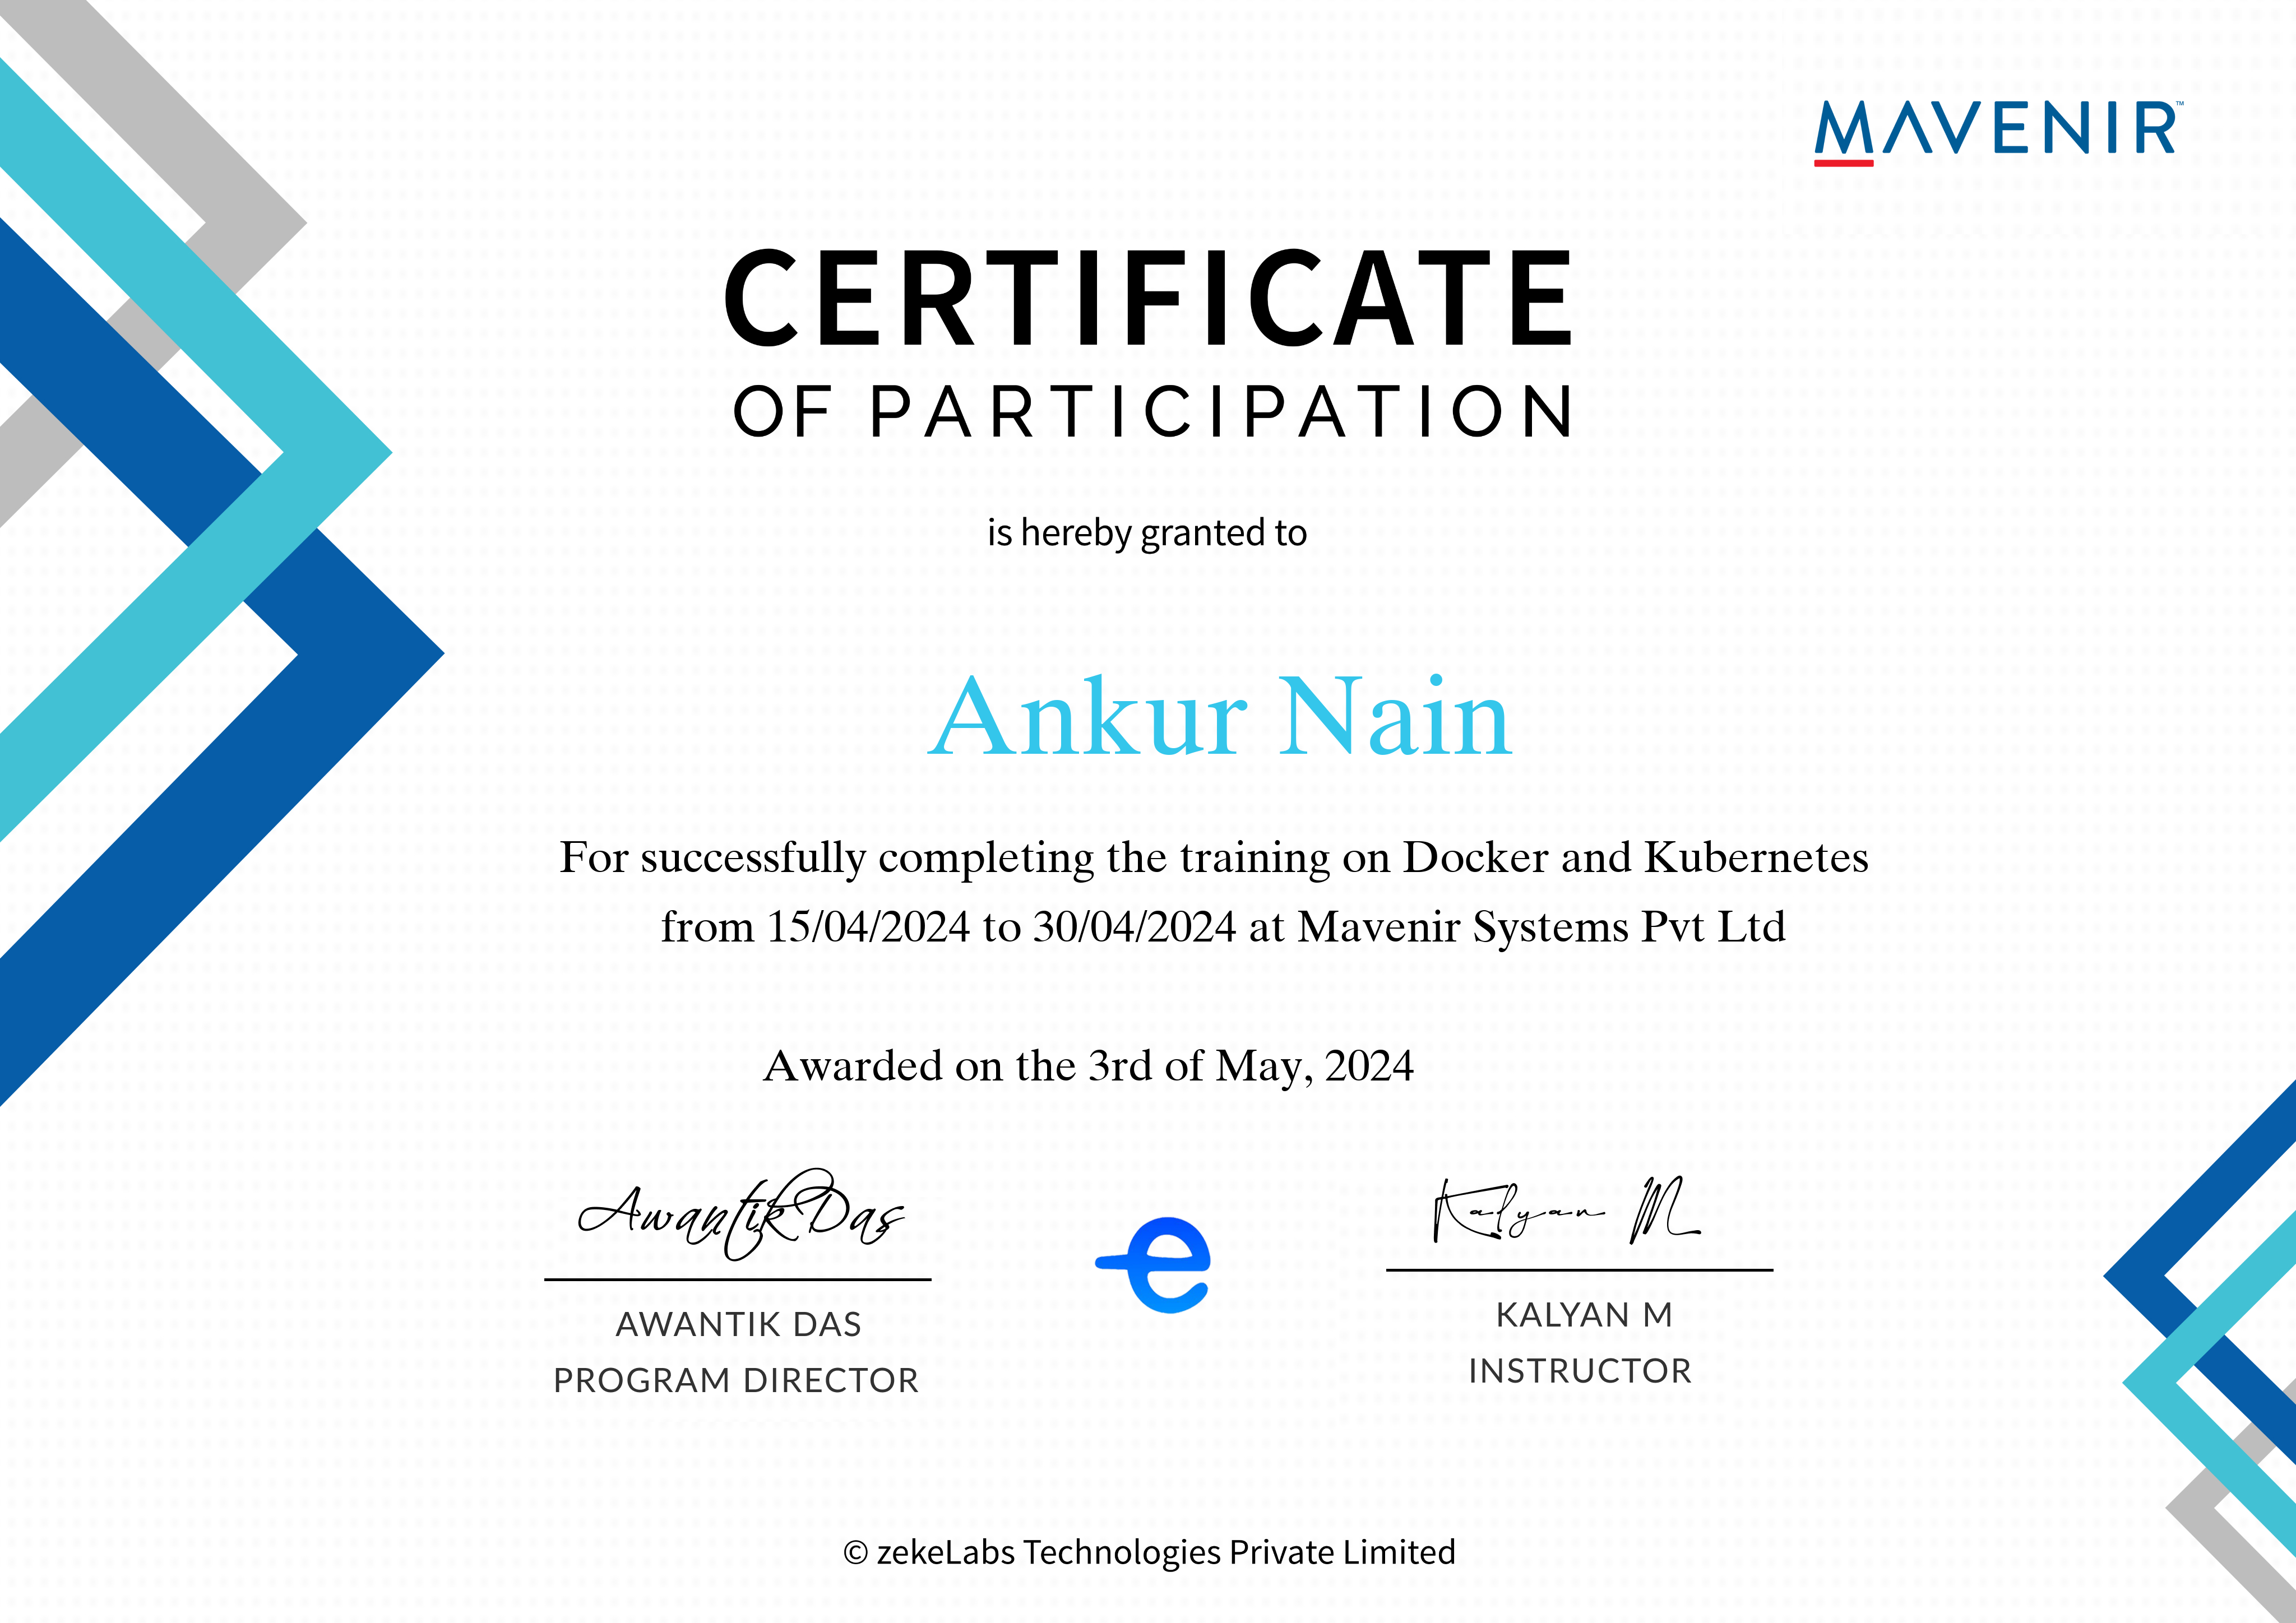 MAVENIR™
CERTIFICATE
OF PARTICIPATION
is hereby granted to
Ankur Nain
For successfully completing the training on Docker and Kubernetes
from 15/04/2024 to 30/04/2024 at Mavenir Systems Pvt Ltd
Awarded on the 3rd of May, 2024
Awantik Das
AWANTIK DAS
PROGRAM DIRECTOR
e
Kalyan M
KALYAN M
INSTRUCTOR
© zekeLabs Technologies Private Limited